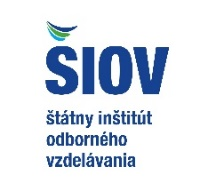 ŠIOV
štátny inštitút
odborného
vzdelávania